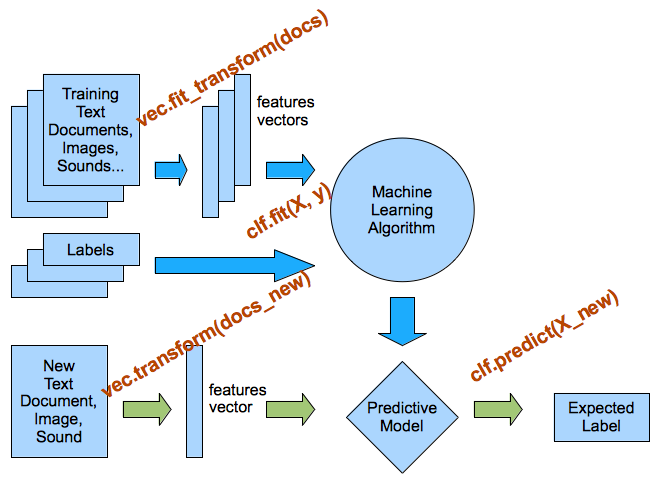 Training
Text
Documents,
Images,
Sounds...
vec.fit_transform(docs)
features
vectors
Machine
Learning
Algorithm
clf.fit(X, y)
Labels
vec.transform(docs_new)
clf.predict(X_new)
New
Text
Document,
Image,
Sound
features
vector
Predictive
Model
Expected
Label